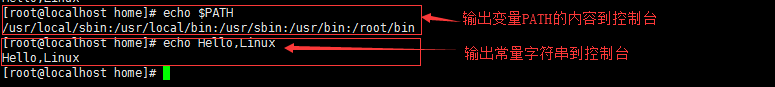 Hello,Linux
[root@localhost home]# echo $PATH
/usr/local/sbin:/usr/local/bin:/usr/sbin:/usr/bin:/root/bin
输出变量PATH的内容到控制台
[root@localhost home]# echo Hello,Linux
输出常量字符串到控制台
Hello,Linux
[root@localhost home]#